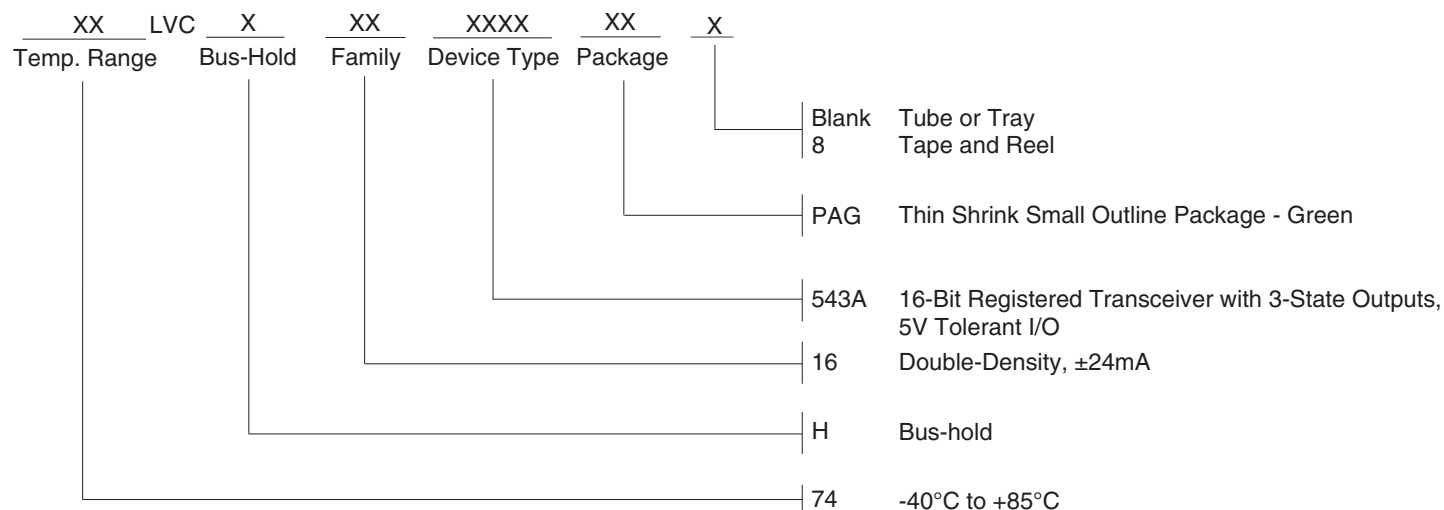 XX LVC X XX XXXX XX X
Temp. Range Bus-Hold Family Device Type Package
Blank Tube or Tray
8 Tape and Reel
PAG Thin Shrink Small Outline Package - Green
543A 16-Bit Registered Transceiver with 3-State Outputs,
5V Tolerant I/O
16 Double-Density, ±24mA
H Bus-hold
74 -40°C to +85°C